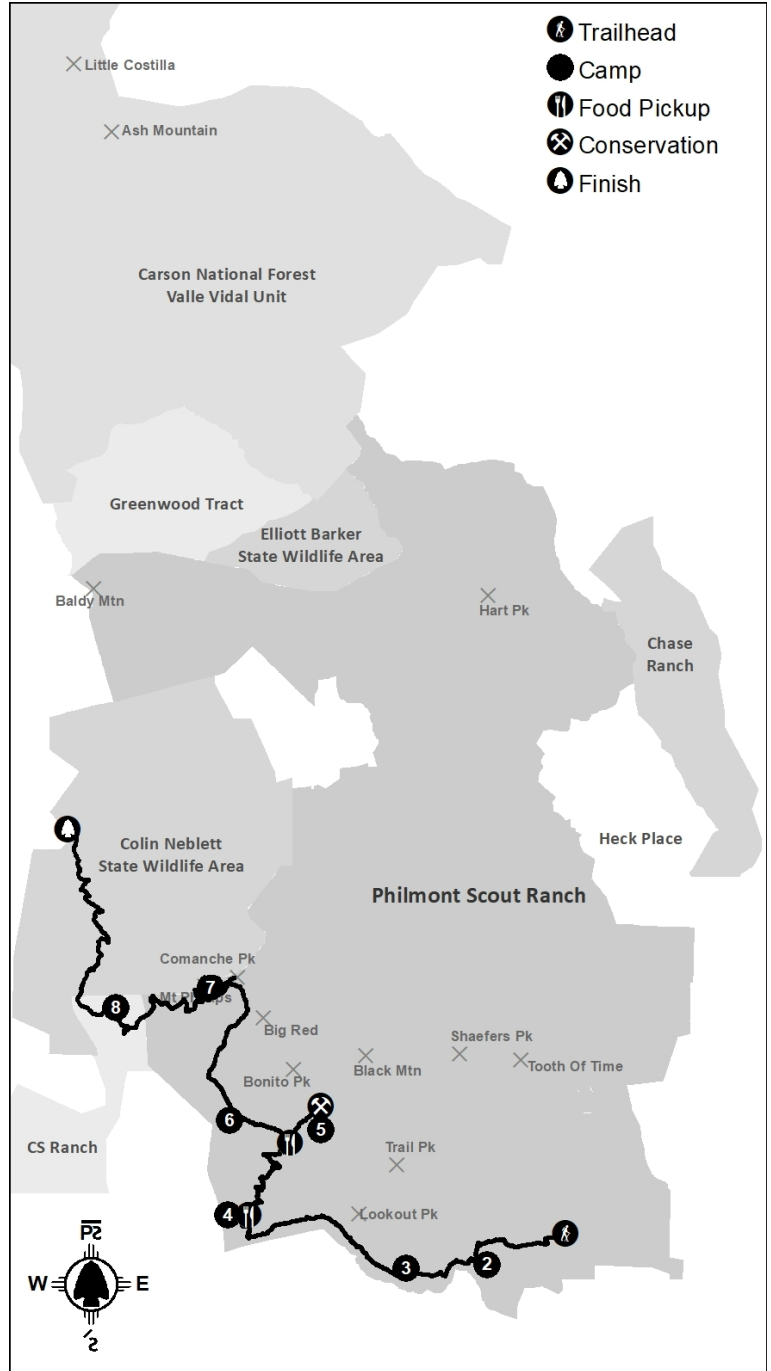 Trailhead
Camp
Food Pickup
Conservation
Finish
Little Costilla
Ash Mountain
Carson National Forest
Valle Vidal Unit
Greenwood Tract
Elliott Barker
State Wildlife Area
Baldy Mtn
Hart Pk
Chase
Ranch
Colin Neblett
State Wildlife Area
Heck Place
Philmont Scout Ranch
Comanche Pk
7
Mt
8
Big Red
Shaefers Pk
Black Mtn
Tooth Of Time
Bonito Pk
6
5
CS Ranch
Trail Pk
4
Lookout Pk
3
2
W
E